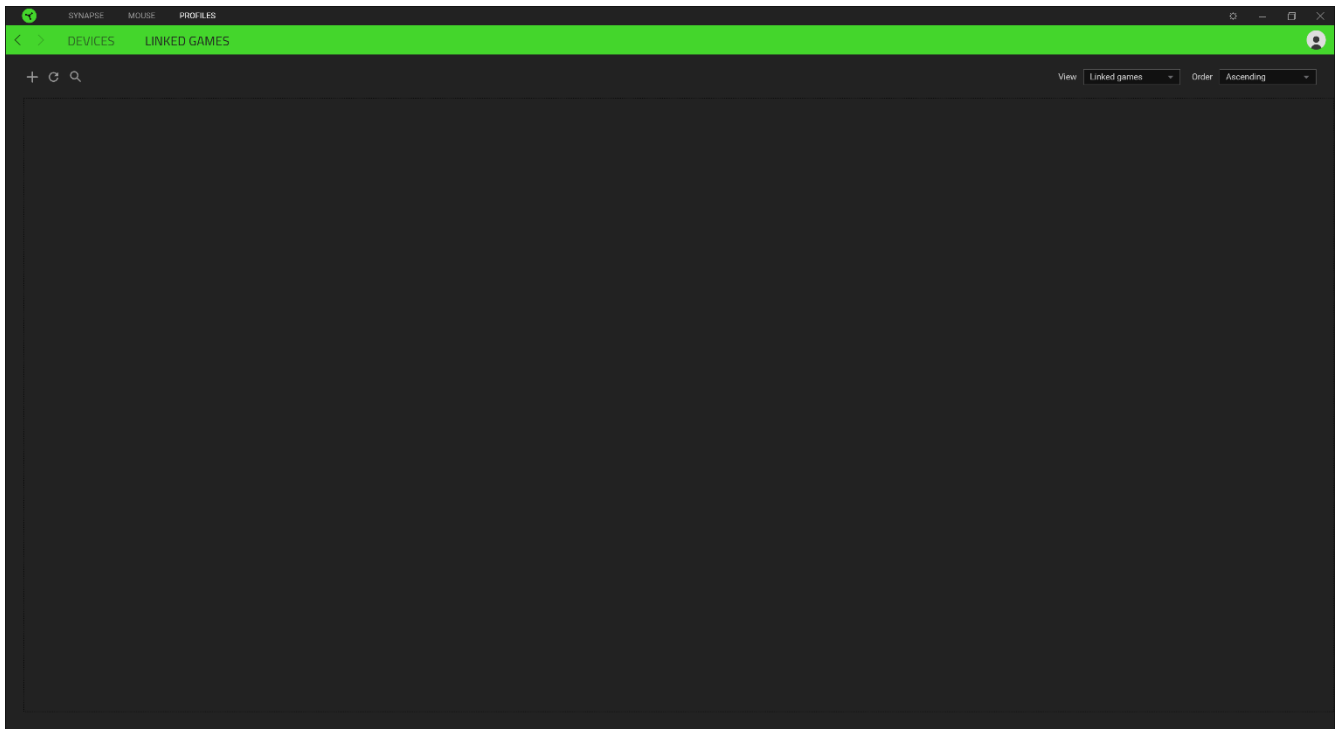 SYNAPSE MOUSE PROFILES
DEVICES LINKED GAMES
View Linked games Order Ascending